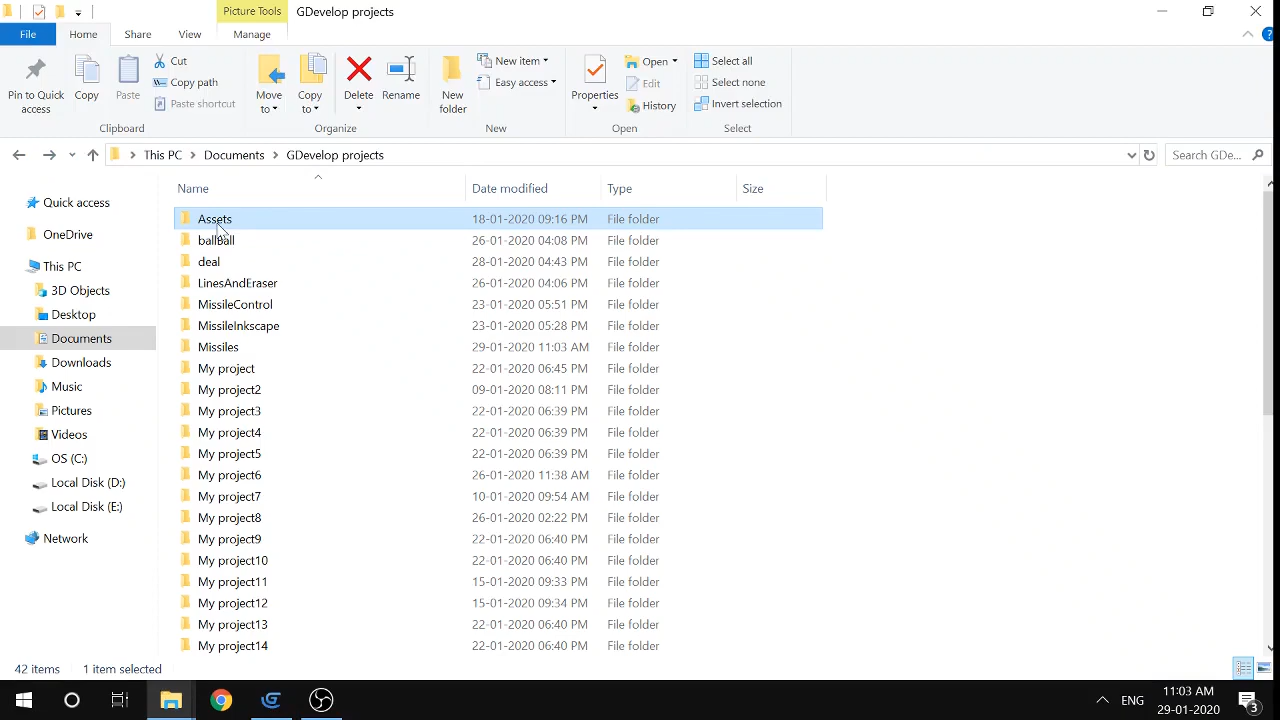 Picture Tools GDevelop projects
File Home Share View Manage
Pin to Quick access
Copy
Paste
Cut
Copy path
Paste shortcut
Clipboard
Move to
Copy to
Delete
Rename
Organize
New folder
New item
Easy access
New
Properties
Open
Edit
History
Open
Select all
Select none
Invert selection
Select
This PC Documents GDevelop projects Search GDe...
Quick access
OneDrive
This PC
3D Objects
Desktop
Documents
Downloads
Music
Pictures
Videos
OS (C:)
Local Disk (D:)
Local Disk (E:)
Network
Name Date modified Type Size
Assets 18-01-2020 09:16 PM File folder
ballBall 26-01-2020 04:08 PM File folder
deal 28-01-2020 04:43 PM File folder
LinesAndEraser 26-01-2020 04:06 PM File folder
MissileControl 23-01-2020 05:51 PM File folder
MissileInkscape 23-01-2020 05:28 PM File folder
Missiles 29-01-2020 11:03 AM File folder
My project 22-01-2020 06:45 PM File folder
My project2 09-01-2020 08:11 PM File folder
My project3 22-01-2020 06:39 PM File folder
My project4 22-01-2020 06:39 PM File folder
My project5 22-01-2020 06:39 PM File folder
My project6 26-01-2020 11:38 AM File folder
My project7 10-01-2020 09:54 AM File folder
My project8 26-01-2020 02:22 PM File folder
My project9 22-01-2020 06:40 PM File folder
My project10 22-01-2020 06:40 PM File folder
My project11 15-01-2020 09:33 PM File folder
My project12 15-01-2020 09:34 PM File folder
My project13 22-01-2020 06:40 PM File folder
My project14 22-01-2020 06:40 PM File folder
42 items 1 item selected
ENG
11:03 AM
29-01-2020
3